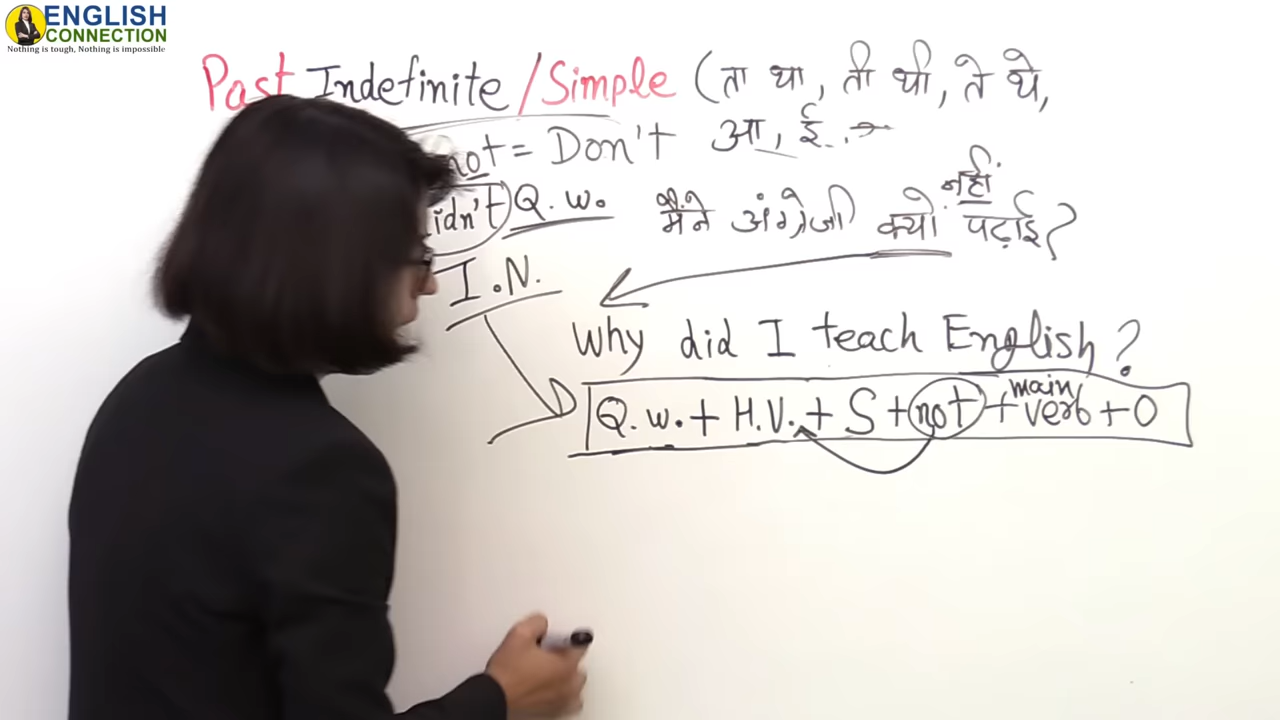 ENGLISH
CONNECTION
Nothing is tough, Nothing is impossible
Past Indefinite / Simple (ता था, ती थी, ते थे,
not = Don't आ, ई..
idn't Q.w. मैंने अंग्रेजी क्यों नहीं पढ़ाई?
I.N.
Why did I teach English?
Q.w. + H.V. + S + not + main verb + O